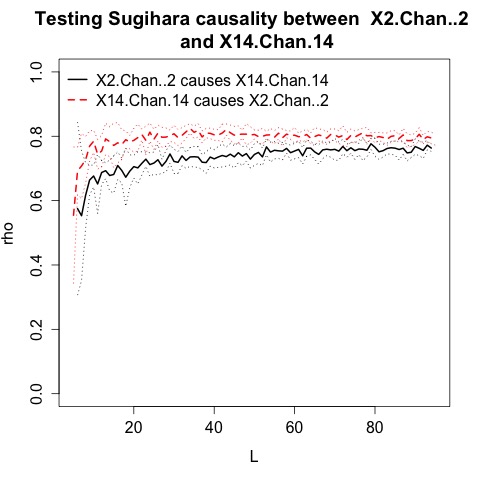 Testing Sugihara causality between  X2.Chan..2
and X14.Chan.14
X2.Chan..2 causes X14.Chan.14
X14.Chan.14 causes X2.Chan..2
1.0
0.8
0.6
0.4
0.2
0.0
rho
20 40 60 80
L